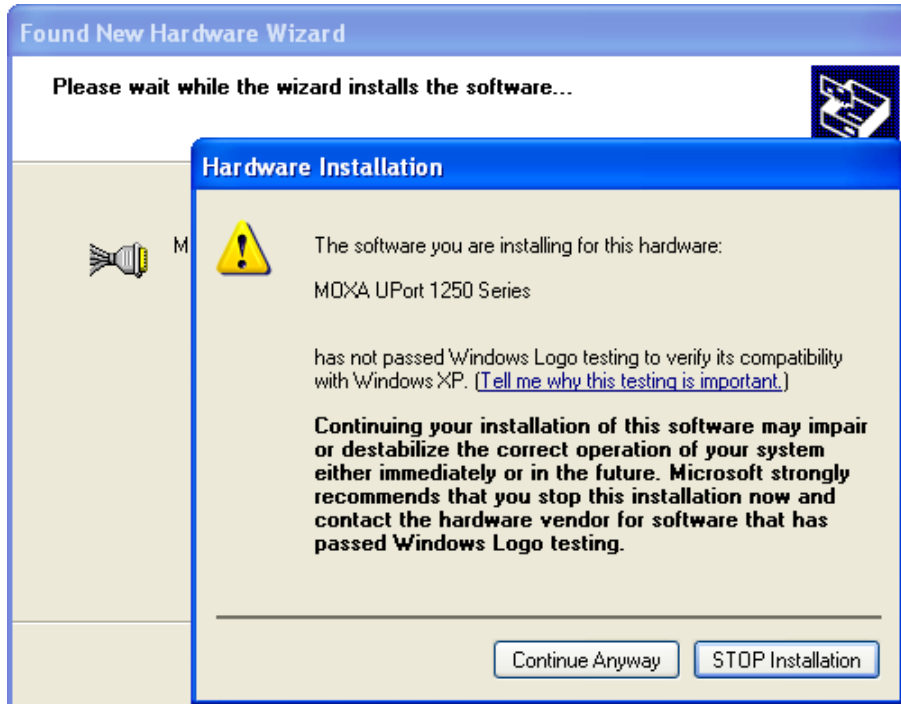 Found New Hardware Wizard
Please wait while the wizard installs the software...
Hardware Installation
M
The software you are installing for this hardware:
MOXA UPort 1250 Series
has not passed Windows Logo testing to verify its compatibility
with Windows XP. (Tell me why this testing is important.)
Continuing your installation of this software may impair
or destabilize the correct operation of your system
either immediately or in the future. Microsoft strongly
recommends that you stop this installation now and
contact the hardware vendor for software that has
passed Windows Logo testing.
Continue Anyway
STOP Installation